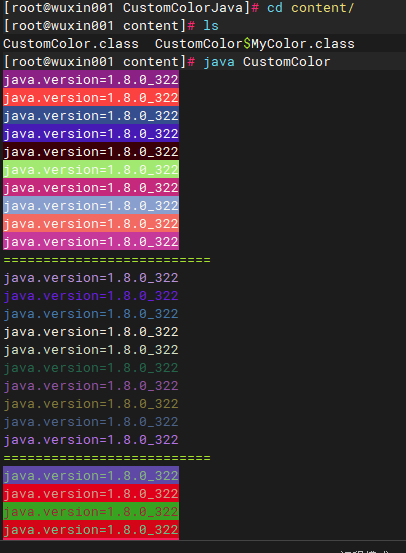 [root@wuxin001 CustomColorJava]# cd content/
[root@wuxin001 content]# ls
CustomColor.class  CustomColor$MyColor.class
[root@wuxin001 content]# java CustomColor
java.version=1.8.0_322
java.version=1.8.0_322
java.version=1.8.0_322
java.version=1.8.0_322
java.version=1.8.0_322
java.version=1.8.0_322
java.version=1.8.0_322
java.version=1.8.0_322
java.version=1.8.0_322
java.version=1.8.0_322
==========================
java.version=1.8.0_322
java.version=1.8.0_322
java.version=1.8.0_322
java.version=1.8.0_322
java.version=1.8.0_322
java.version=1.8.0_322
java.version=1.8.0_322
java.version=1.8.0_322
java.version=1.8.0_322
java.version=1.8.0_322
==========================
java.version=1.8.0_322
java.version=1.8.0_322
java.version=1.8.0_322
java.version=1.8.0_322